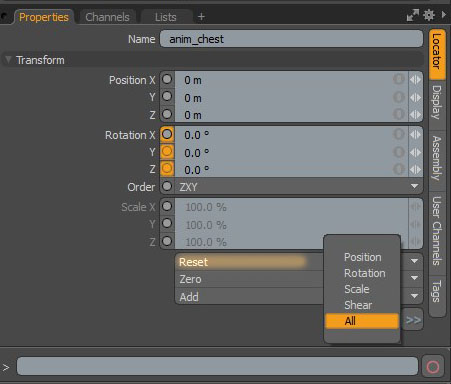 Properties Channels Lists +
Name anim_chest
Transform
Position X 0 m
Y 0 m
Z 0 m
Rotation X 0.0 °
Y 0.0 °
Z 0.0 °
Order ZXY
Scale X 100.0 %
Y 100.0 %
Z 100.0 %
Reset
Zero
Add
Position
Rotation
Scale
Shear
All
>>
>
Locator
Display
Assembly
User Channels
Tags